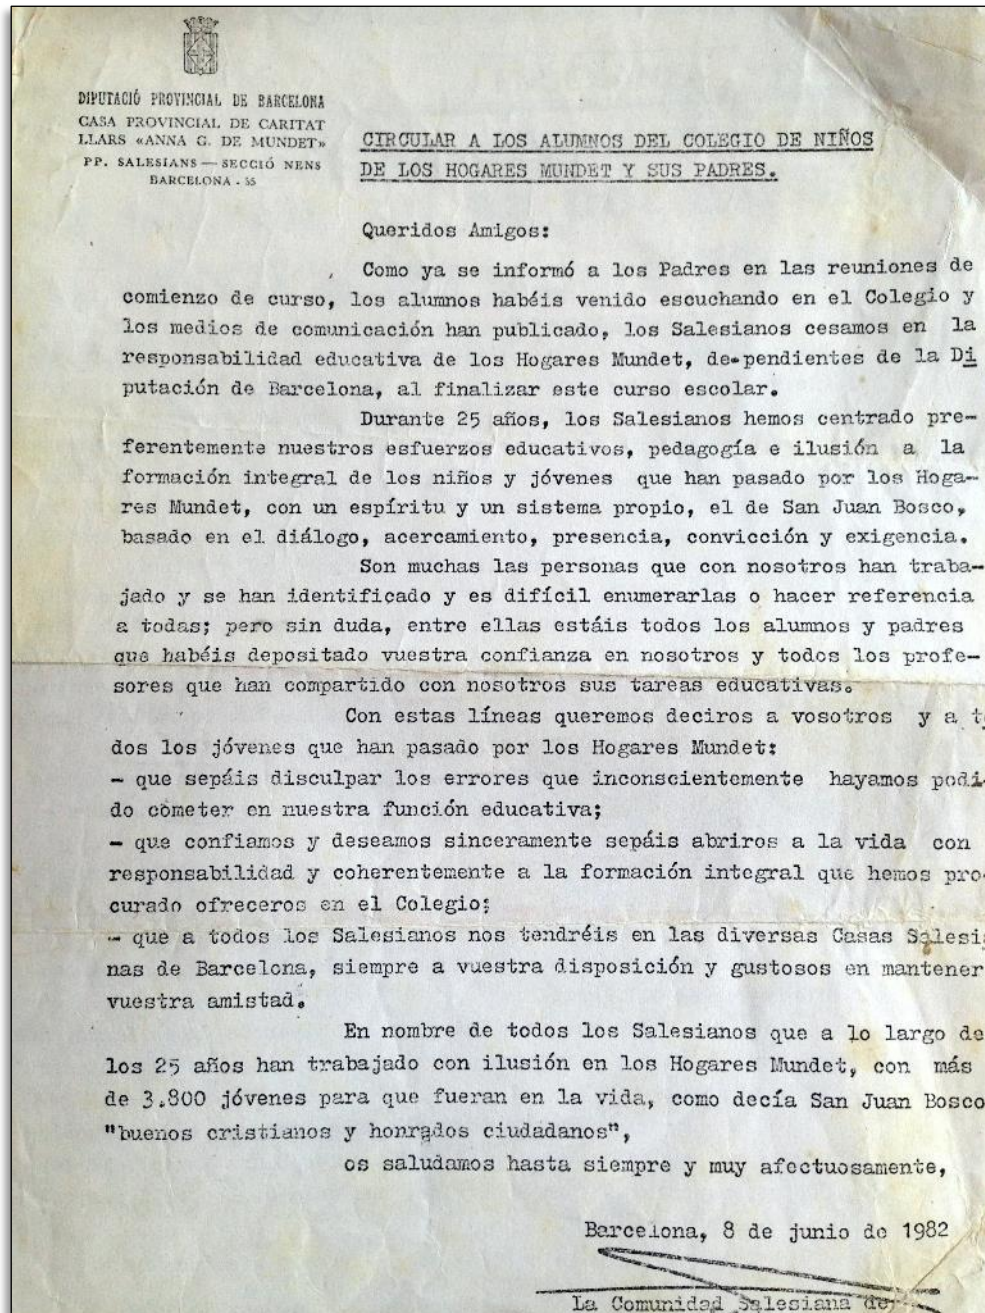 DIPUTACIÓ PROVINCIAL DE BARCELONA
CASA PROVINCIAL DE CARITAT
LLARS «ANNA G. DE MUNDET»
PP. SALESIANS — SECCIÓ NENS
BARCELONA - 35
CIRCULAR A LOS ALUMNOS DEL COLEGIO DE NIÑOS
DE LOS HOGARES MUNDET Y SUS PADRES.
Queridos Amigos:
Como ya se informó a los Padres en las reuniones de
comienzo de curso, los alumnos habéis venido escuchando en el Colegio y
los medios de comunicación han publicado, los Salesianos cesamos en la
responsabilidad educativa de los Hogares Mundet, de-pendientes de la Di
putación de Barcelona, al finalizar este curso escolar.
Durante 25 años, los Salesianos hemos centrado pre-
ferentemente nuestros esfuerzos educativos, pedagogía e ilusión a la
formación integral de los niños y jóvenes que han pasado por los Hoga-
res Mundet, con un espíritu y un sistema propio, el de San Juan Bosco,
basado en el diálogo, acercamiento, presencia, convicción y exigencia.
Son muchas las personas que con nosotros han traba-
jado y se han identificado y es difícil enumerarlas o hacer referencia
a todas; pero sin duda, entre ellas estáis todos los alumnos y padres
que habéis depositado vuestra confianza en nosotros y todos los profe-
sores que han compartido con nosotros sus tareas educativas.
Con estas líneas queremos deciros a vosotros y a t
dos los jóvenes que han pasado por los Hogares Mundet:
- que sepáis disculpar los errores que inconscientemente hayamos podi-
do cometer en nuestra función educativa;
- que confiamos y deseamos sinceramente sepáis abriros a la vida con
responsabilidad y coherentemente a la formación integral que hemos pro-
curado ofreceros en el Colegio;
- que a todos los Salesianos nos tendréis en las diversas Casas Salesia
nas de Barcelona, siempre a vuestra disposición y gustosos en mantener
vuestra amistad.
En nombre de todos los Salesianos que a lo largo de
los 25 años han trabajado con ilusión en los Hogares Mundet, con más
de 3.800 jóvenes para que fueran en la vida, como decía San Juan Bosco
"buenos cristianos y honrados ciudadanos",
os saludamos hasta siempre y muy afectuosamente,
Barcelona, 8 de junio de 1982
La Comunidad Salesiana de